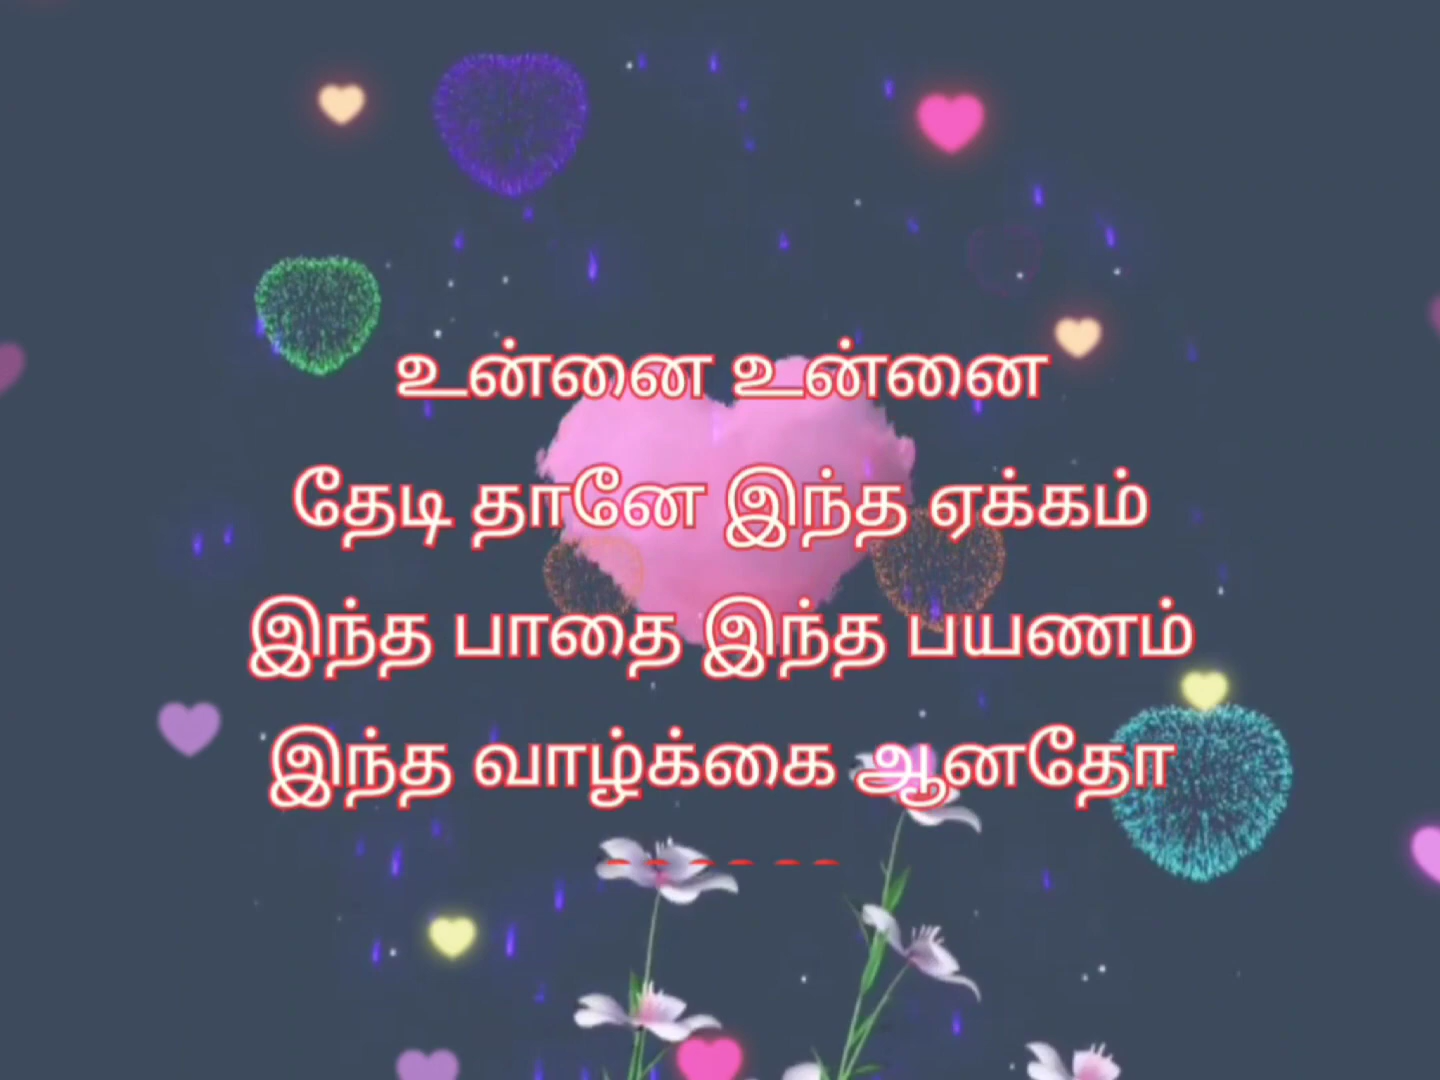 உன்னை உன்னை
தேடி தானே இந்த ஏக்கம்
இந்த பாதை இந்த பயணம்
இந்த வாழ்க்கை ஆனதோ
------